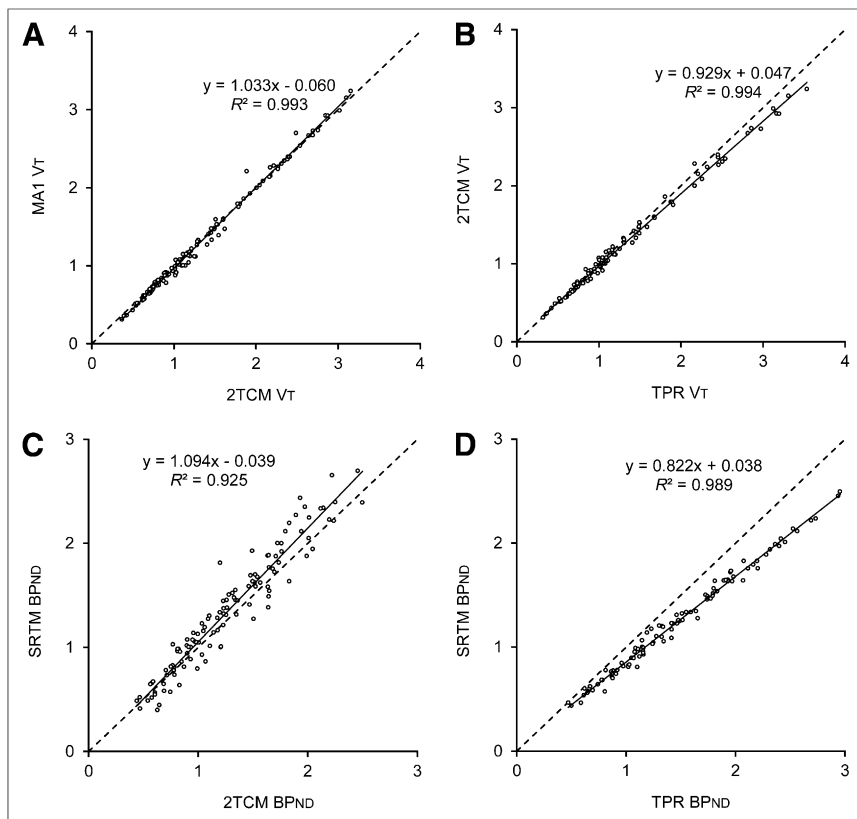 A
4
3
2
1
0
0
1
2
3
4
MA1 VT
2TCM VT
y = 1.033x - 0.060
R² = 0.993
B
4
3
2
1
0
0
1
2
3
4
2TCM VT
TPR VT
y = 0.929x + 0.047
R² = 0.994
C
3
2
1
0
0
1
2
3
SRTM BPND
2TCM BPND
y = 1.094x - 0.039
R² = 0.925
D
3
2
1
0
0
1
2
3
SRTM BPND
TPR BPND
y = 0.822x + 0.038
R² = 0.989